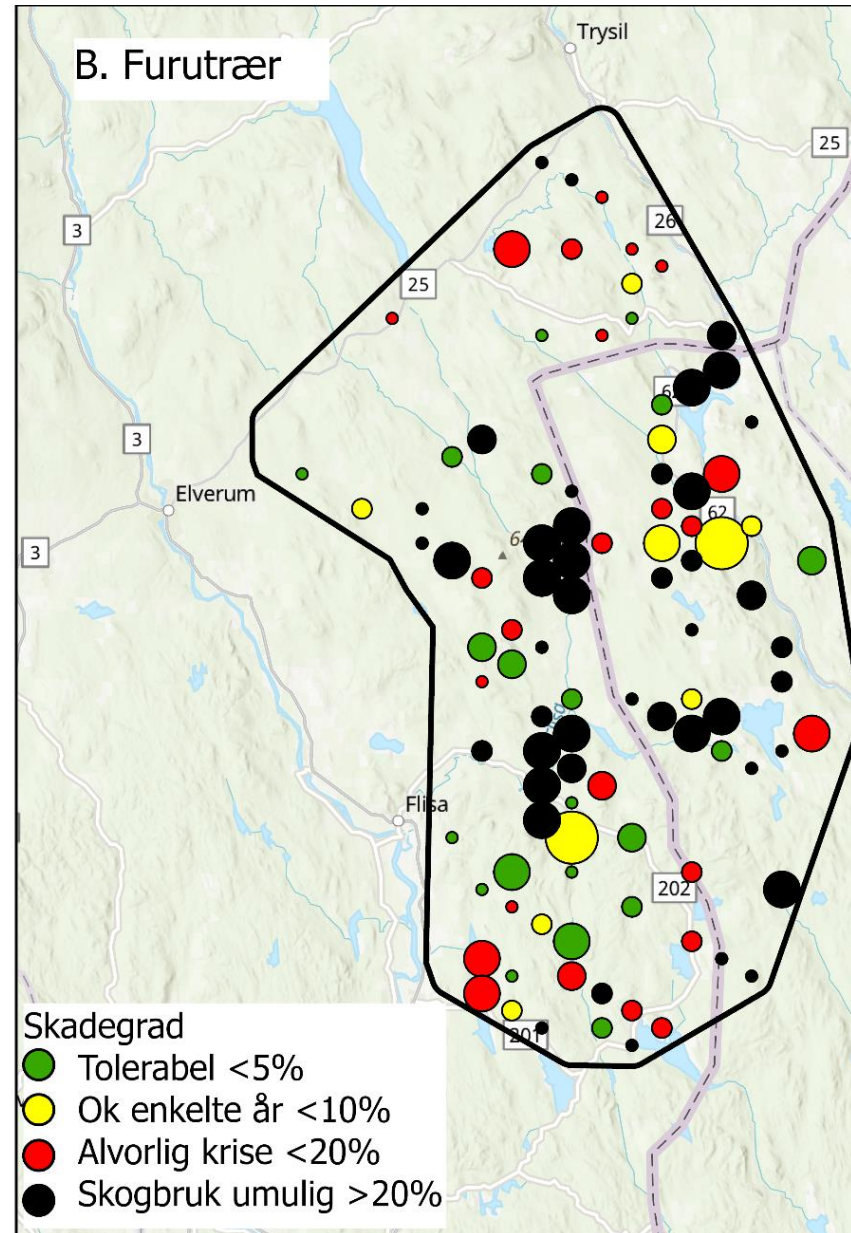 B. Furutrær
Trysil
25
26
3
25
62
3
Elverum
62
3
64
Flisa
202
201
Skadegrad
Tolerabel <5%
Ok enkelte år <10%
Alvorlig krise <20%
Skogbruk umulig >20%